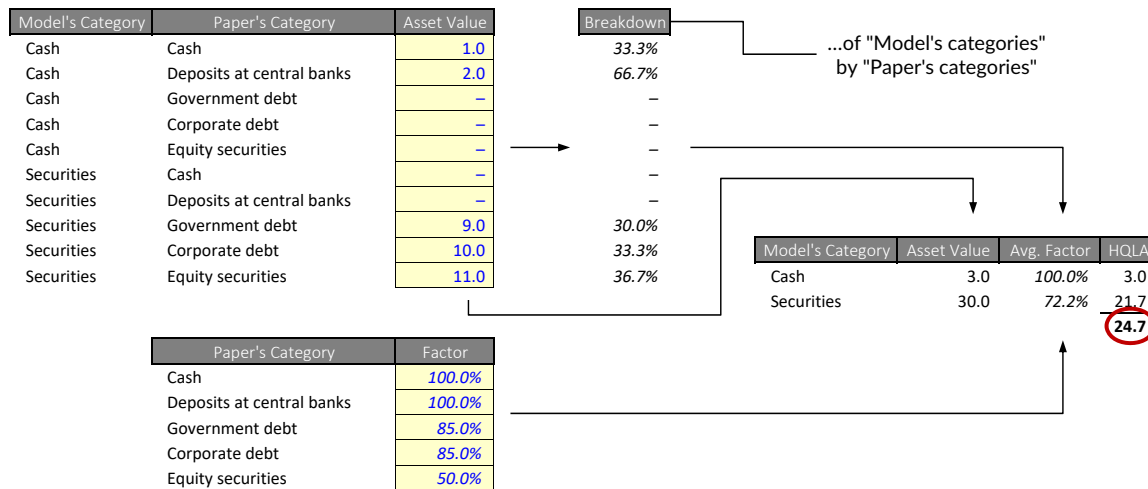 Model's Category Paper's Category Asset Value Breakdown
Cash Cash 1.0 33.3%
Cash Deposits at central banks 2.0 66.7%
Cash Government debt – –
Cash Corporate debt – –
Cash Equity securities – –
Securities Cash – –
Securities Deposits at central banks – –
Securities Government debt 9.0 30.0%
Securities Corporate debt 10.0 33.3%
Securities Equity securities 11.0 36.7%
...of "Model's categories"
by "Paper's categories"
Model's Category Asset Value Avg. Factor HQLA
Cash 3.0 100.0% 3.0
Securities 30.0 72.2% 21.7
24.7
Paper's Category Factor
Cash 100.0%
Deposits at central banks 100.0%
Government debt 85.0%
Corporate debt 85.0%
Equity securities 50.0%